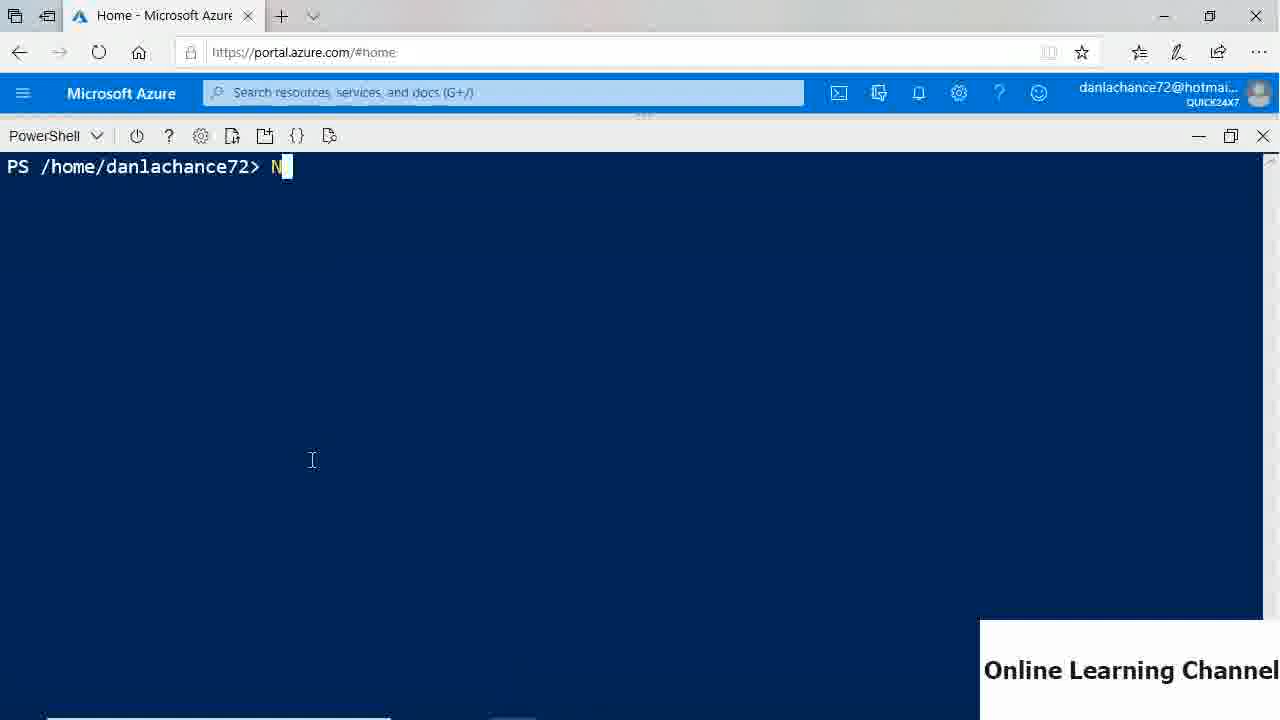 Home - Microsoft Azure
https://portal.azure.com/#home
Microsoft Azure
Search resources, services, and docs (G+/)
danlachance72@hotmai...
QUICK24X7
PowerShell
PS /home/danlachance72> N
Online Learning Channel